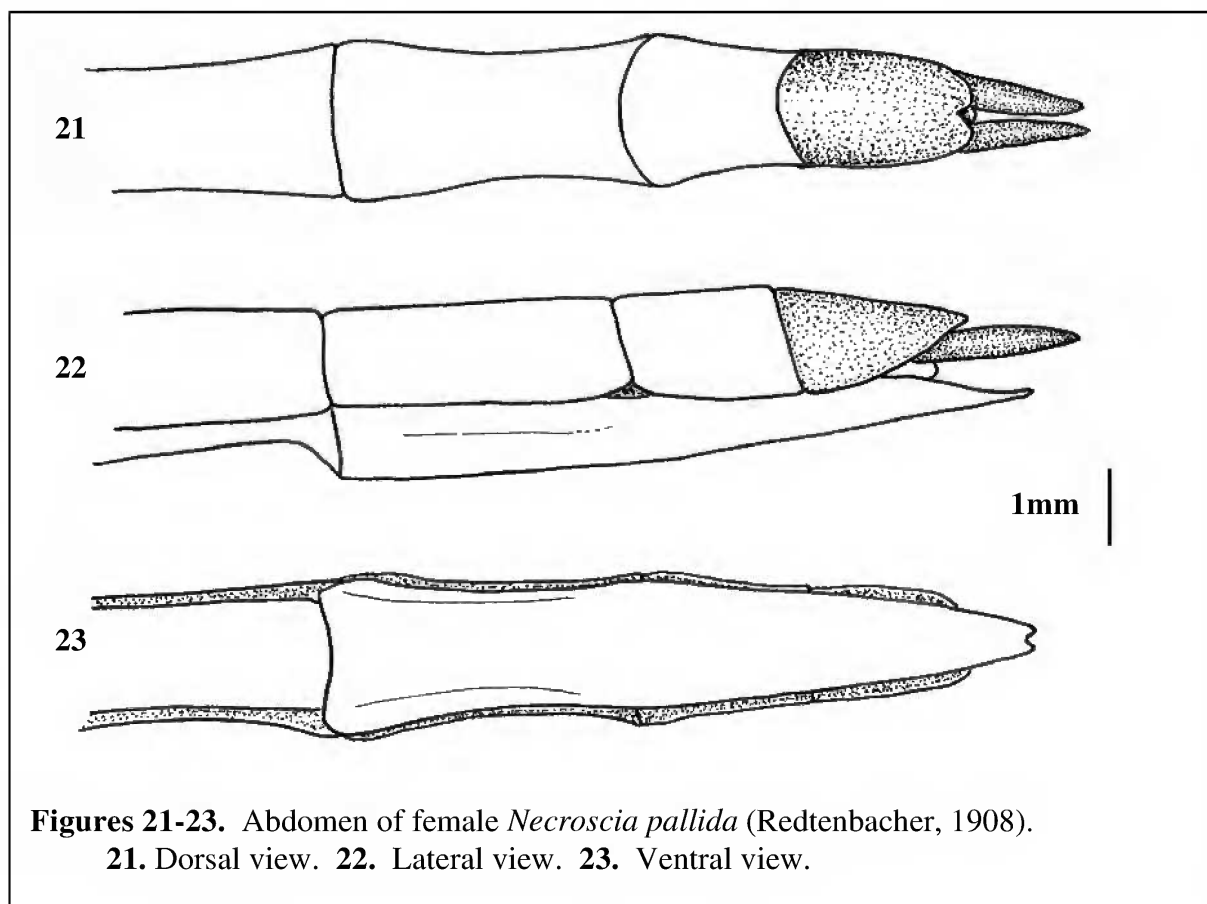 21
22
1mm
23
Figures 21-23. Abdomen of female Necroscia pallida (Redtenbacher, 1908).
21. Dorsal view. 22. Lateral view. 23. Ventral view.